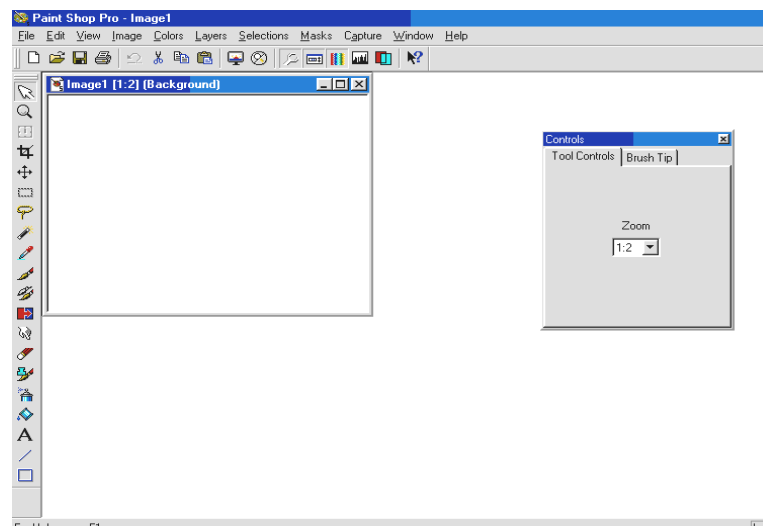 Paint Shop Pro - Image1
File Edit View Image Colors Layers Selections Masks Capture Window Help
Image1 [1:2] (Background)
Controls
Tool Controls Brush Tip
Zoom
1:2
A